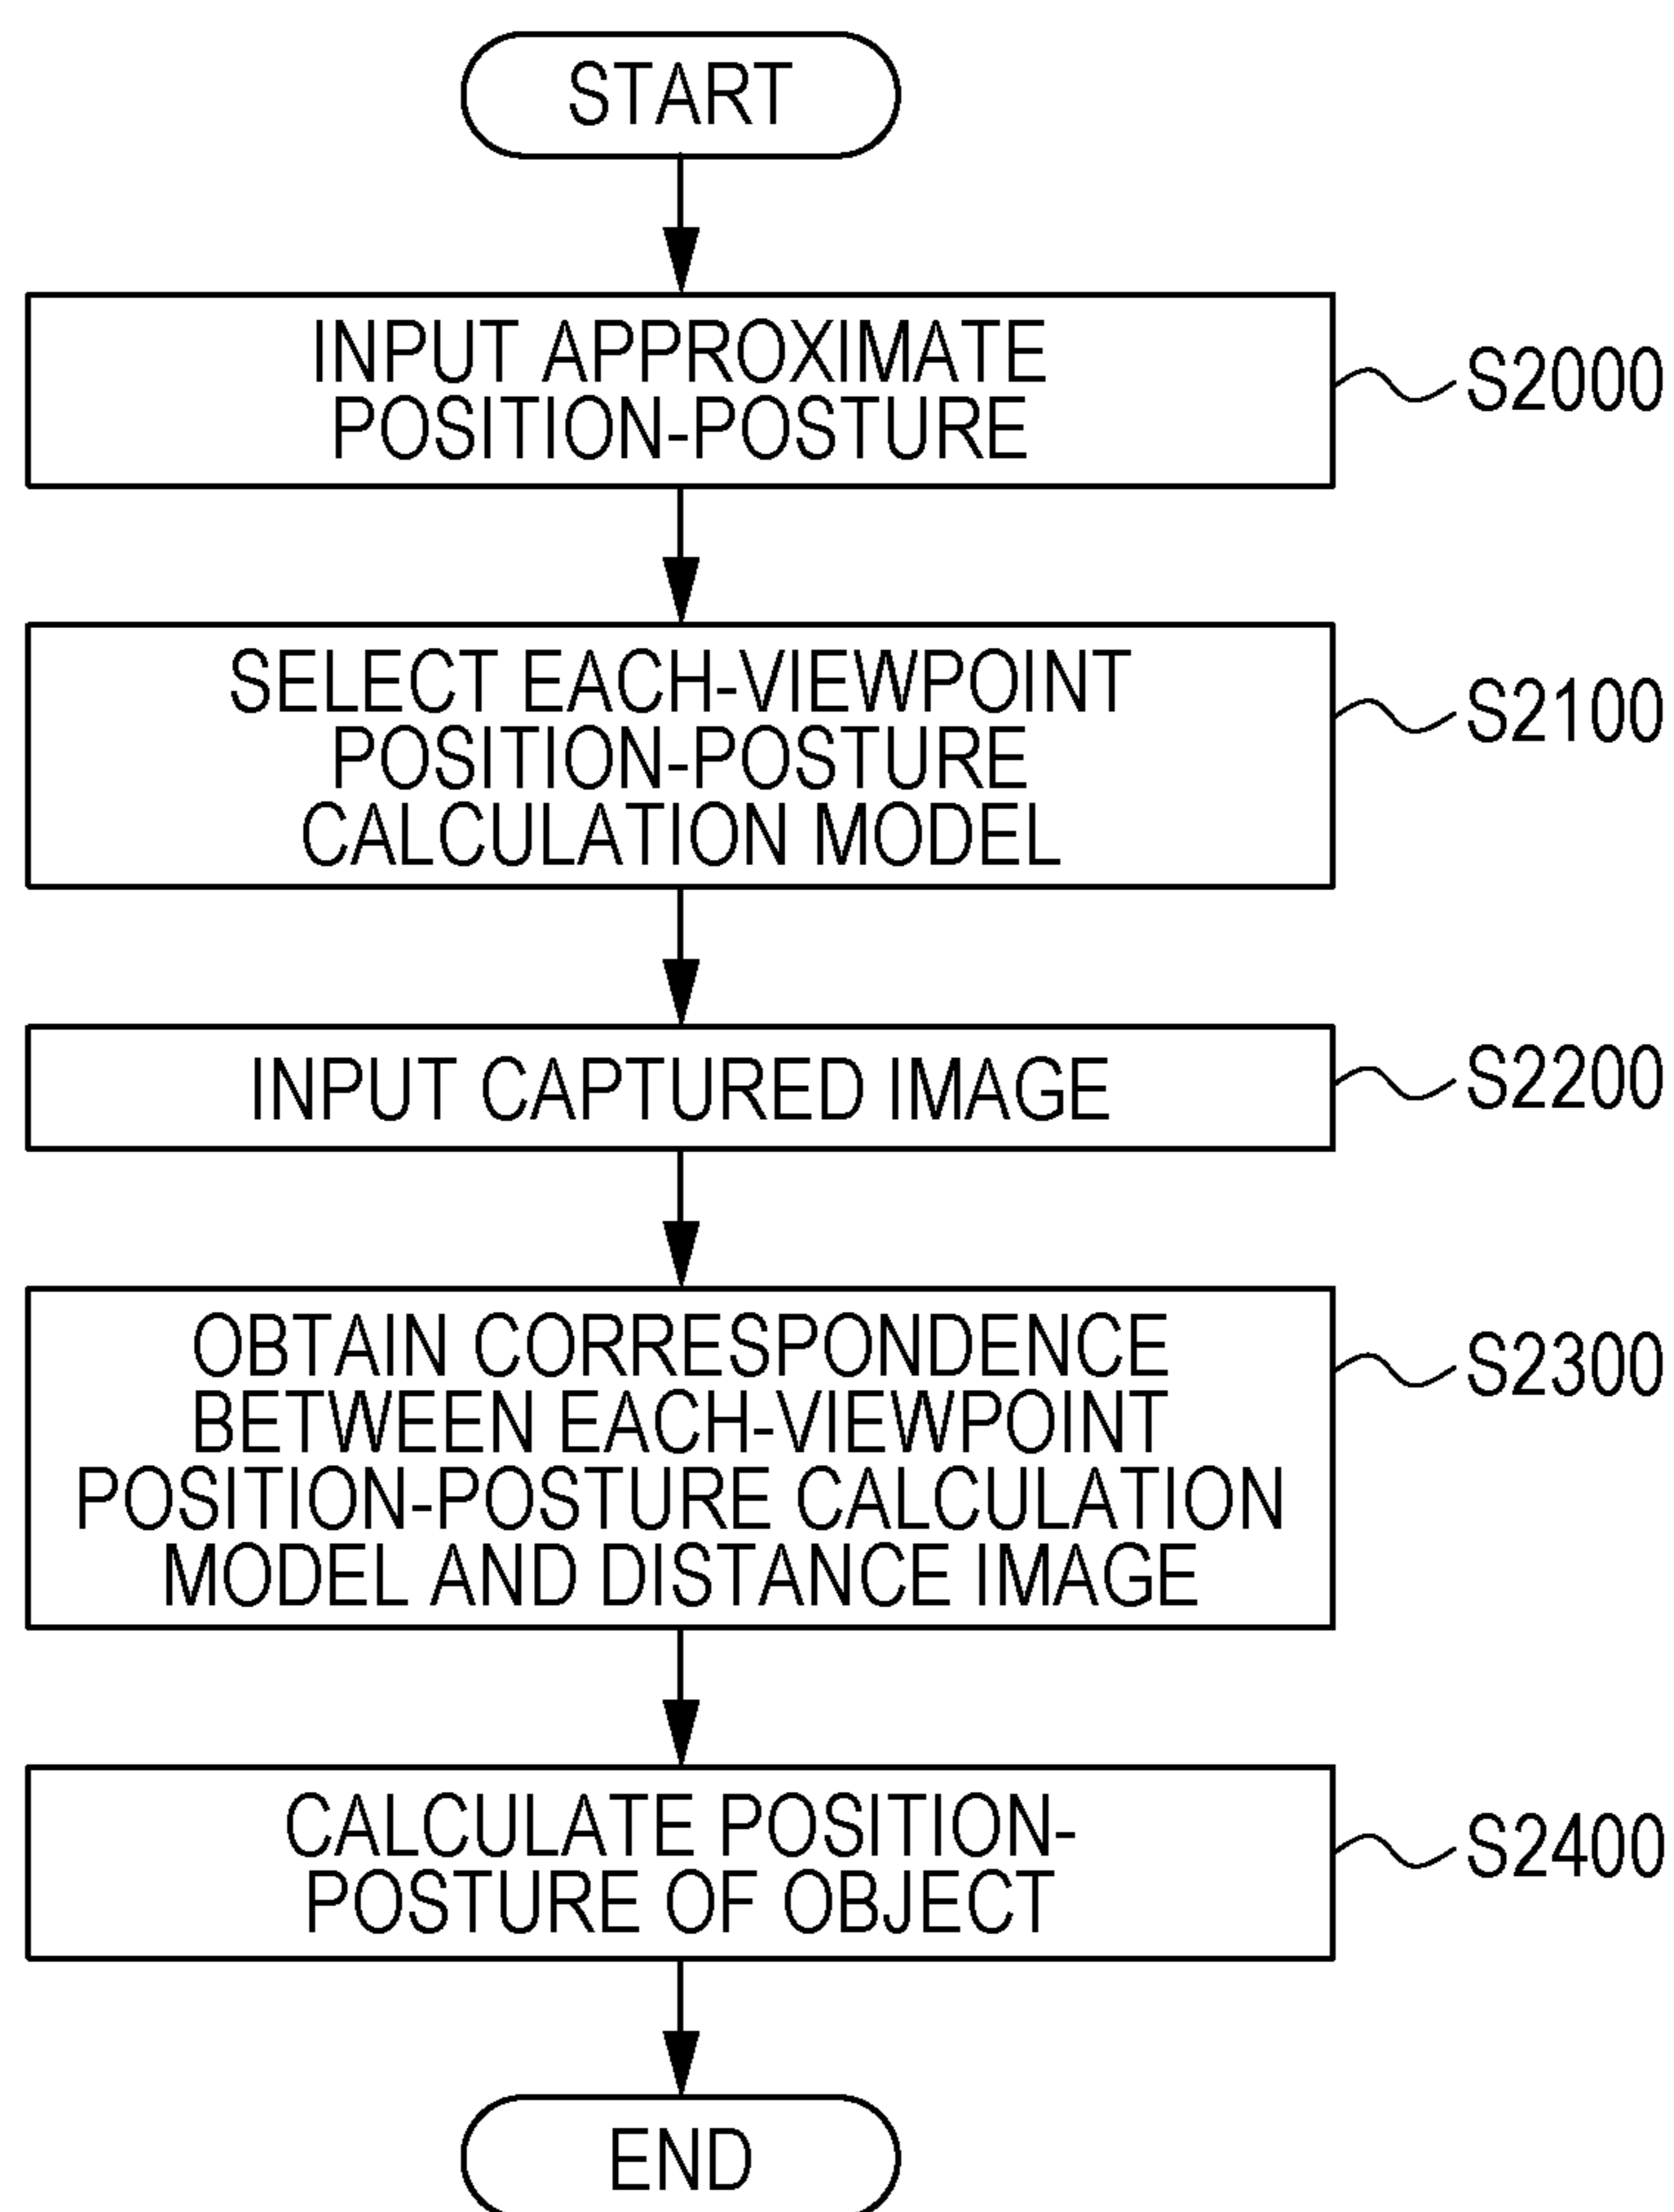 START
INPUT APPROXIMATE
POSITION-POSTURE
S2000
SELECT EACH-VIEWPOINT
POSITION-POSTURE
CALCULATION MODEL
S2100
INPUT CAPTURED IMAGE
S2200
OBTAIN CORRESPONDENCE
BETWEEN EACH-VIEWPOINT
POSITION-POSTURE CALCULATION
MODEL AND DISTANCE IMAGE
S2300
CALCULATE POSITION-
POSTURE OF OBJECT
S2400
END